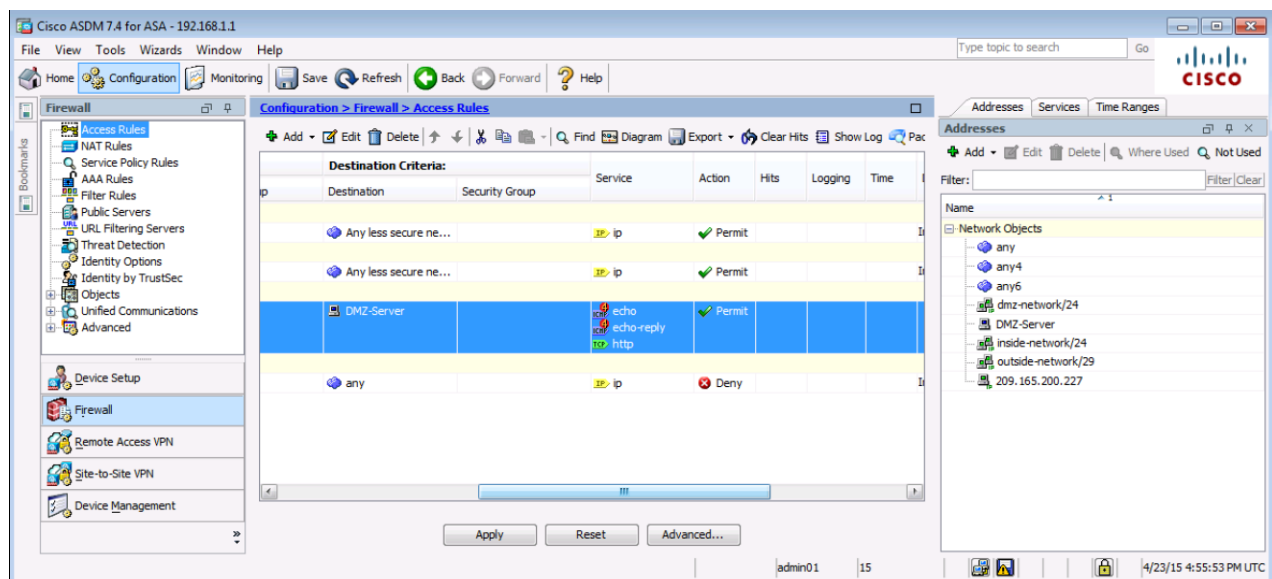 Cisco ASDM 7.4 for ASA - 192.168.1.1
File View Tools Wizards Window Help
Type topic to search Go
Home Configuration Monitoring Save Refresh Back Forward Help
CISCO
Bookmarks
Firewall
Access Rules
NAT Rules
Service Policy Rules
AAA Rules
Filter Rules
Public Servers
URL Filtering Servers
Threat Detection
Identity Options
Identity by TrustSec
Objects
Unified Communications
Advanced
Device Setup
Firewall
Remote Access VPN
Site-to-Site VPN
Device Management
Configuration > Firewall > Access Rules
Add Edit Delete Find Diagram Export Clear Hits Show Log Pac
Destination Criteria:
Destination Security Group Service Action Hits Logging Time
Any less secure ne... ip Permit
Any less secure ne... ip Permit
DMZ-Server echo Permit
echo-reply
http
any ip Deny
Apply Reset Advanced...
Addresses Services Time Ranges
Addresses
Add Edit Delete Where Used Not Used
Filter: Filter Clear
1
Name
Network Objects
any
any4
any6
dmz-network/24
DMZ-Server
inside-network/24
outside-network/29
209.165.200.227
admin01 15 4/23/15 4:55:53 PM UTC